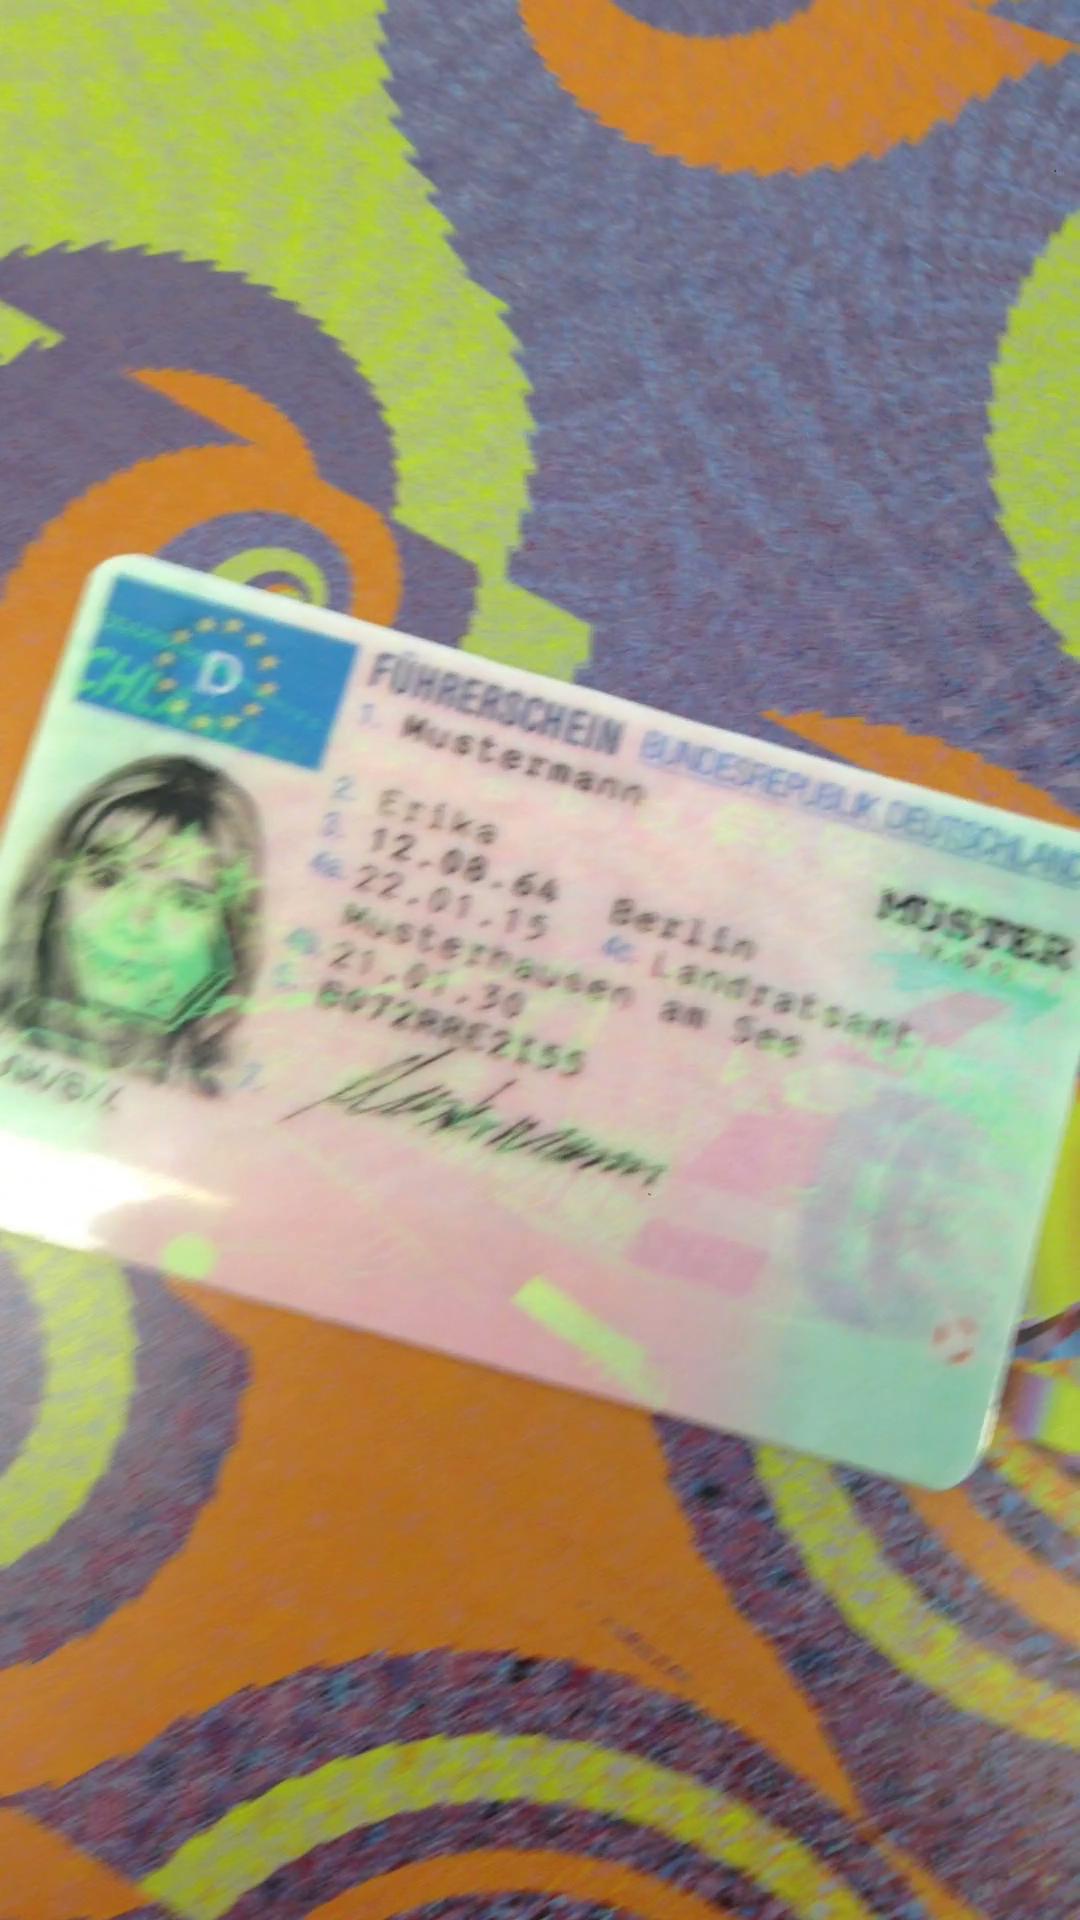 D
FÜHRERSCHEIN BUNDESREPUBLIK DEUTSCHLAND
1. Mustermann
2. Erika
3. 12.08.64 Berlin
4a. 22.01.15 4c. Landratsamt
Musterhausen am See
4b. 21.01.30
5. B072RRE2I55
7.
MUSTER